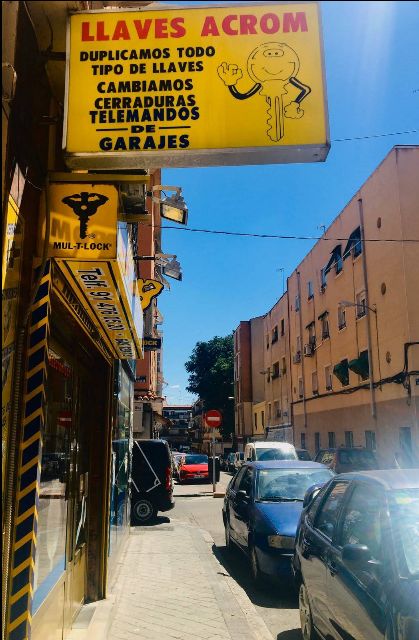 LLAVES ACROM
DUPLICAMOS TODO
TIPO DE LLAVES
CAMBIAMOS
CERRADURAS
TELEMANDOS
DE
GARAJES
MUL-T-LOCK®